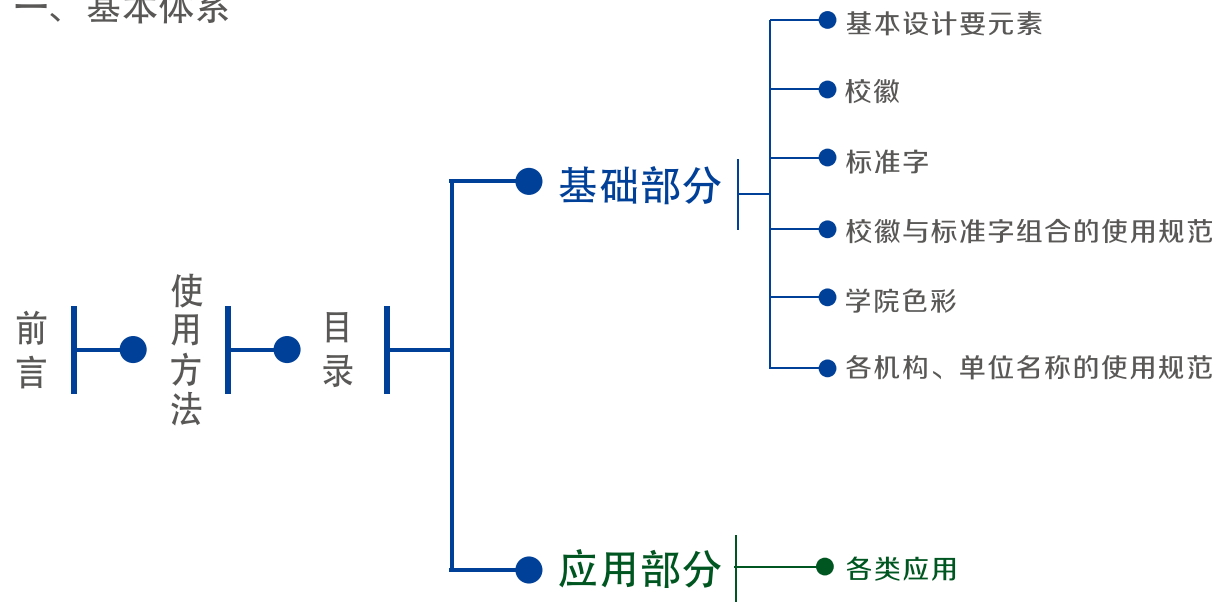 一、基本体系
前言
使用方法
目录
基础部分
基本设计要元素
校徽
标准字
校徽与标准字组合的使用规范
学院色彩
各机构、单位名称的使用规范
应用部分
各类应用